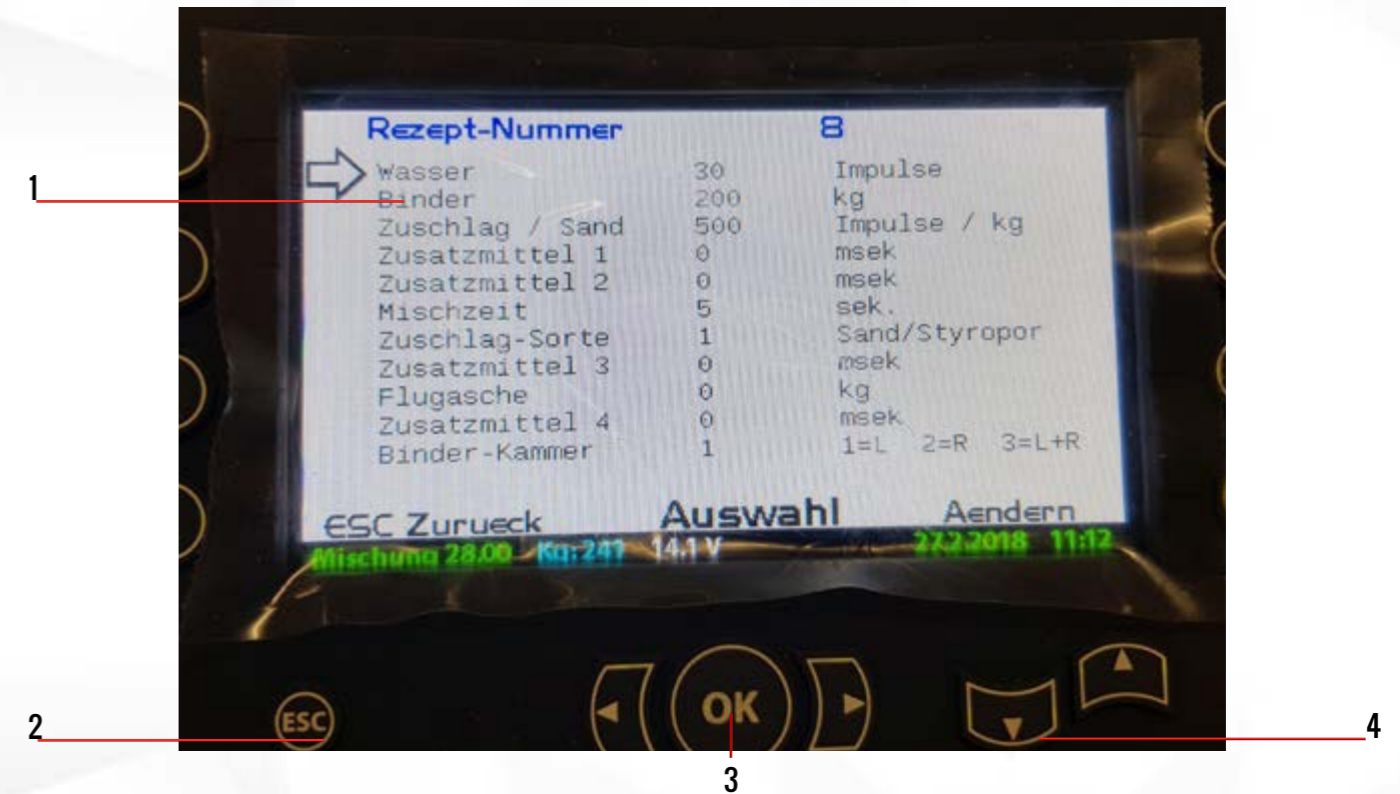 Rezept-Nummer 8
Wasser 30 Impulse
Binder 200 kg
Zuschlag / Sand 500 Impulse / kg
Zusatzmittel 1 0 msek
Zusatzmittel 2 0 msek
Mischzeit 5 sek.
Zuschlag-Sorte 1 Sand/Styropor
Zusatzmittel 3 0 msek
Flugasche 0 kg
Zusatzmittel 4 0 msek
Binder-Kammer 1 1=L 2=R 3=L+R
ESC Zurueck Auswahl Aendern
Mischung 28.00 Kg: 241 14.1 V 27.2.2018 11:12
ESC OK
1
2
3
4